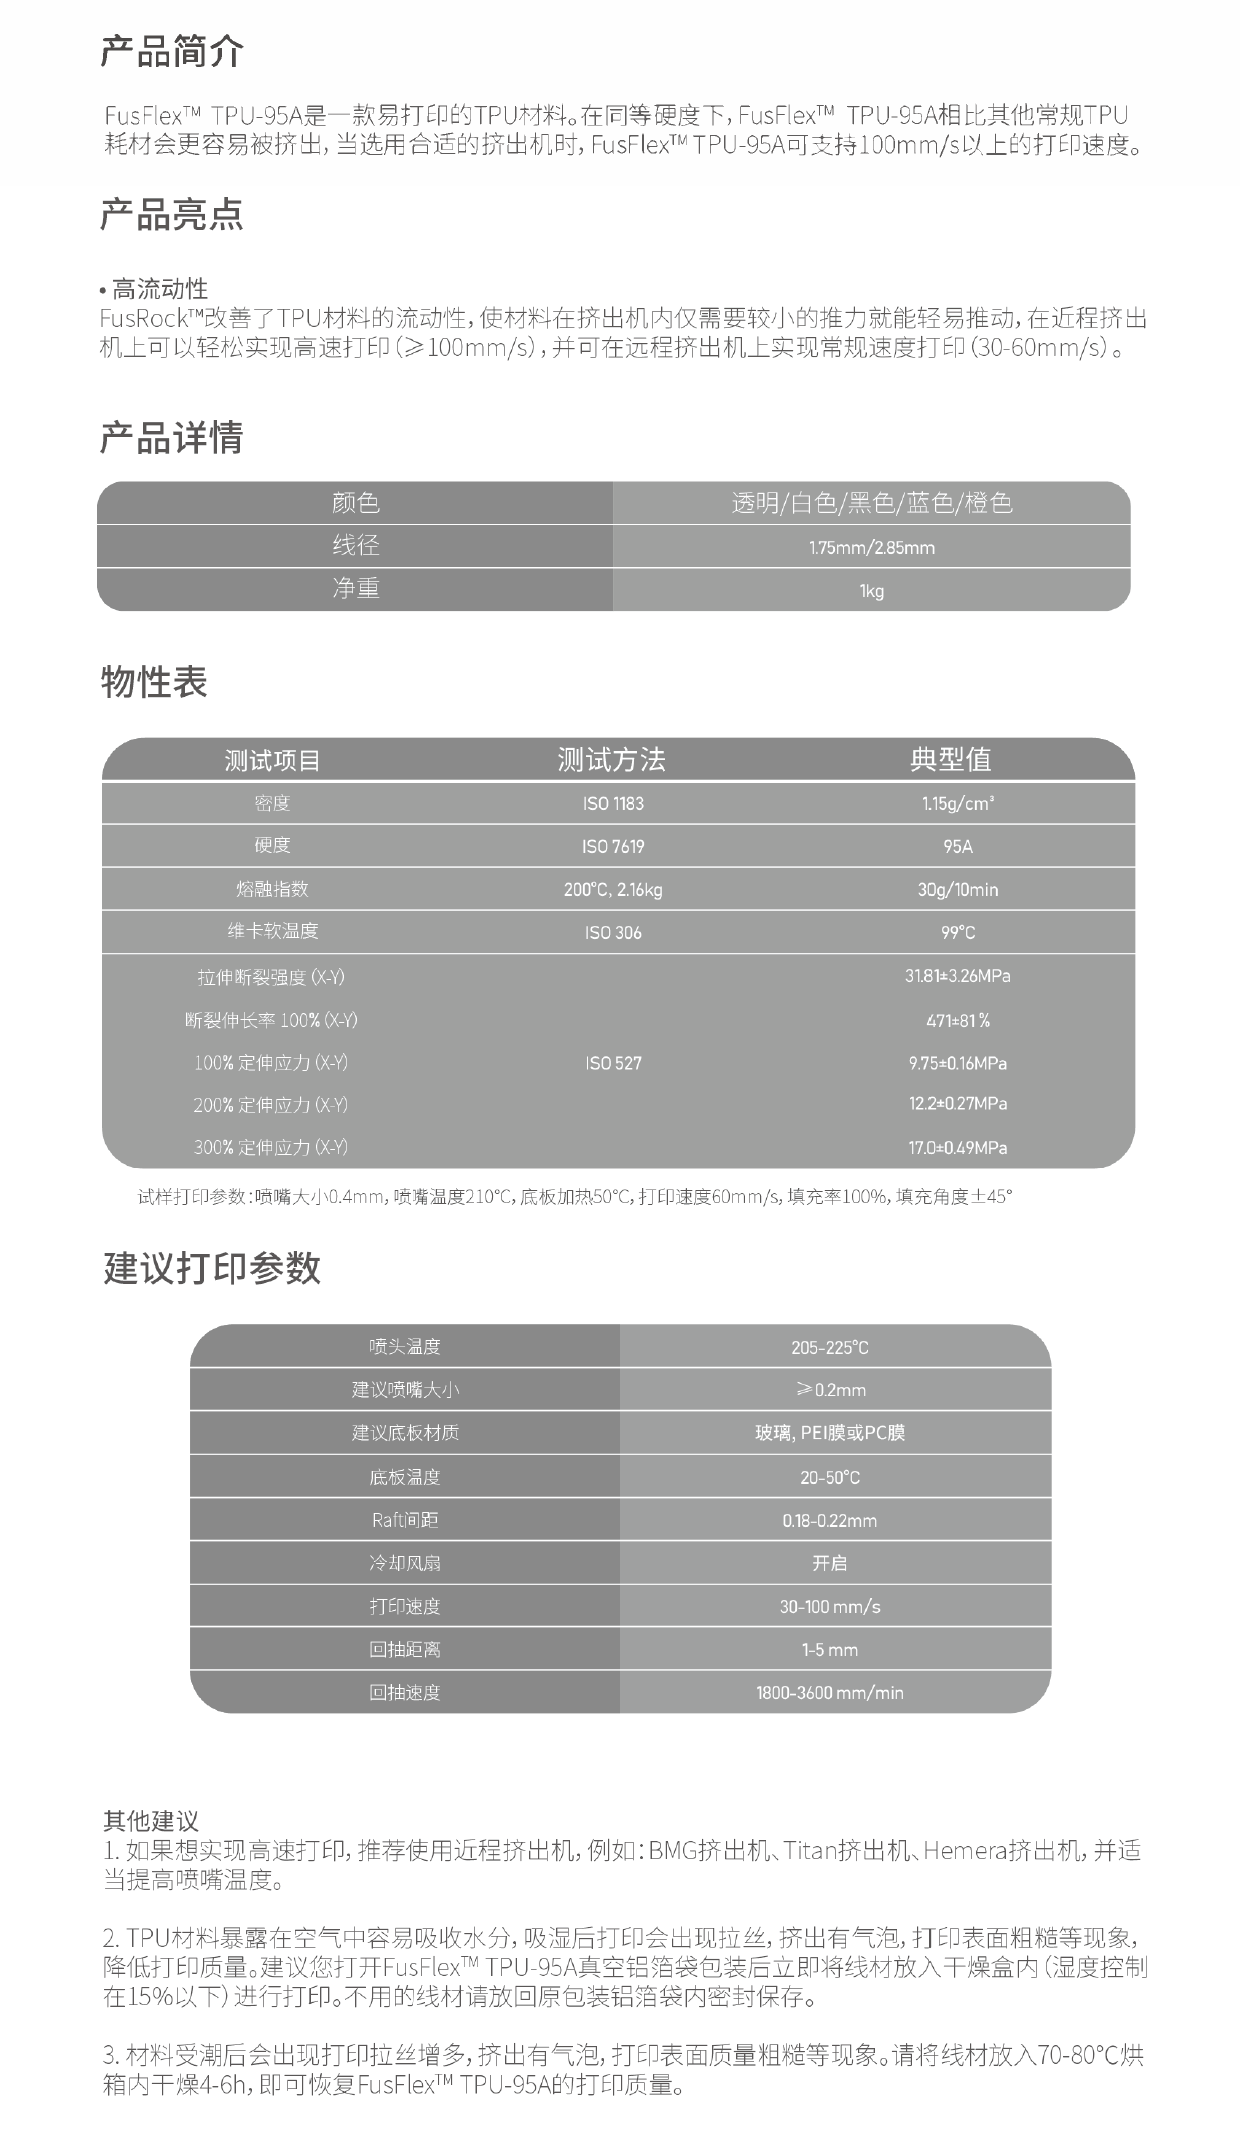 产品简介
FusFlex™ TPU-95A是一款易打印的TPU材料。在同等硬度下，FusFlex™ TPU-95A相比其他常规TPU
耗材会更容易被挤出，当选用合适的挤出机时，FusFlex™ TPU-95A可支持100mm/s以上的打印速度。
产品亮点
• 高流动性
FusRock™改善了TPU材料的流动性，使材料在挤出机内仅需要较小的推力就能轻易推动，在近程挤出
机上可以轻松实现高速打印（≥100mm/s），并可在远程挤出机上实现常规速度打印（30-60mm/s）。
产品详情
颜色 透明/白色/黑色/蓝色/橙色
线径 1.75mm/2.85mm
净重 1kg
物性表
测试项目 测试方法 典型值
密度 ISO 1183 1.15g/cm³
硬度 ISO 7619 95A
熔融指数 200°C, 2.16kg 30g/10min
维卡软温度 ISO 306 99°C
拉伸断裂强度（X-Y） 31.81±3.26MPa
断裂伸长率 100%（X-Y） 471±81%
100% 定伸应力（X-Y） ISO 527 9.75±0.16MPa
200% 定伸应力（X-Y） 12.2±0.27MPa
300% 定伸应力（X-Y） 17.0±0.49MPa
试样打印参数：喷嘴大小0.4mm，喷嘴温度210°C，底板加热50°C，打印速度60mm/s，填充率100%，填充角度±45°
建议打印参数
喷头温度 205-225°C
建议喷嘴大小 ≥0.2mm
建议底板材质 玻璃, PEI膜或PC膜
底板温度 20-50°C
Raft间距 0.18-0.22mm
冷却风扇 开启
打印速度 30-100 mm/s
回抽距离 1-5 mm
回抽速度 1800-3600 mm/min
其他建议
1. 如果想实现高速打印，推荐使用近程挤出机，例如：BMG挤出机、Titan挤出机、Hemera挤出机，并适
当提高喷嘴温度。
2. TPU材料暴露在空气中容易吸收水分，吸湿后打印会出现拉丝，挤出有气泡，打印表面粗糙等现象，
降低打印质量。建议您打开FusFlex™ TPU-95A真空铝箔袋包装后立即将线材放入干燥盒内（湿度控制
在15%以下）进行打印。不用的线材请放回原包装铝箔袋内密封保存。
3. 材料受潮后会出现打印拉丝增多，挤出有气泡，打印表面质量粗糙等现象。请将线材放入70-80°C烘
箱内干燥4-6h，即可恢复FusFlex™ TPU-95A的打印质量。